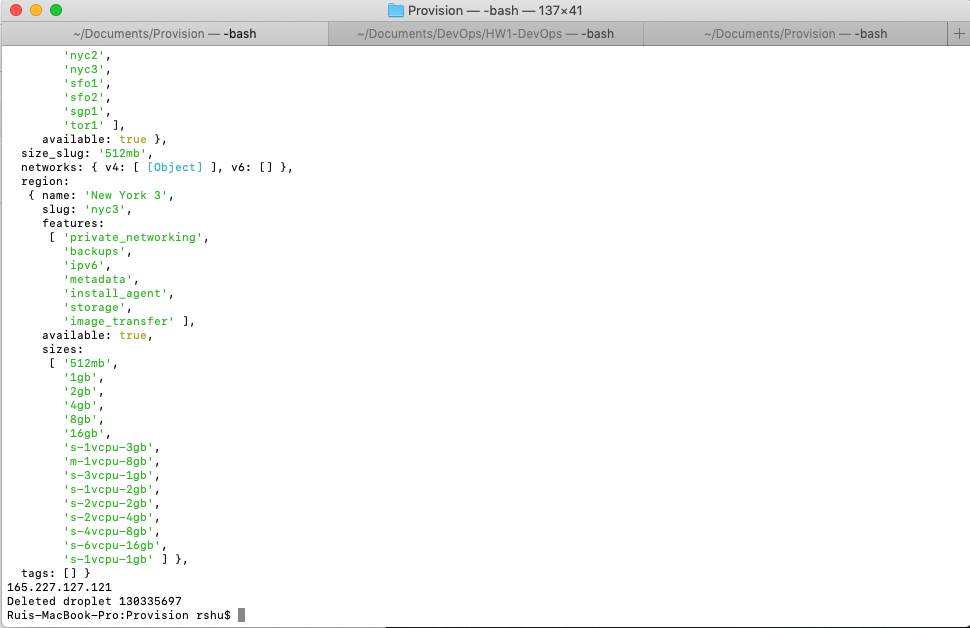 Provision — -bash — 137×41
~/Documents/Provision — -bash
~/Documents/DevOps/HW1-DevOps — -bash
~/Documents/Provision — -bash
+
'nyc2',
'nyc3',
'sfo1',
'sfo2',
'sgp1',
'tor1' ],
available: true },
size_slug: '512mb',
networks: { v4: [ [Object] ], v6: [] },
region:
{ name: 'New York 3',
slug: 'nyc3',
features:
[ 'private_networking',
'backups',
'ipv6',
'metadata',
'install_agent',
'storage',
'image_transfer' ],
available: true,
sizes:
[ '512mb',
'1gb',
'2gb',
'4gb',
'8gb',
'16gb',
's-1vcpu-3gb',
'm-1vcpu-8gb',
's-3vcpu-1gb',
's-1vcpu-2gb',
's-2vcpu-2gb',
's-2vcpu-4gb',
's-4vcpu-8gb',
's-6vcpu-16gb',
's-1vcpu-1gb' ] },
tags: [] }
165.227.127.121
Deleted droplet 130335697
Ruis-MacBook-Pro:Provision rshu$